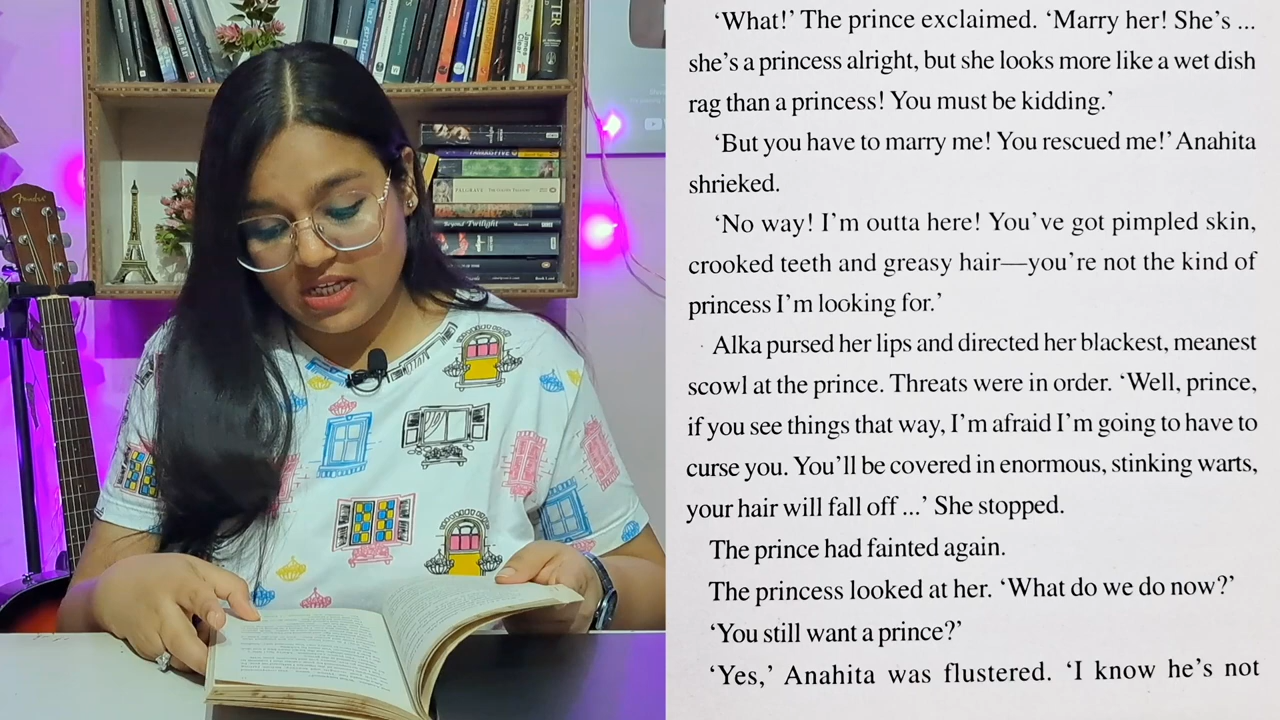 Fender
James Clear
PALGRAVE
Beyond Twilight
‘What!’ The prince exclaimed. ‘Marry her! She’s ...
she’s a princess alright, but she looks more like a wet dish
rag than a princess! You must be kidding.’
‘But you have to marry me! You rescued me!’ Anahita
shrieked.
‘No way! I’m outta here! You’ve got pimpled skin,
crooked teeth and greasy hair—you’re not the kind of
princess I’m looking for.’
Alka pursed her lips and directed her blackest, meanest
scowl at the prince. Threats were in order. ‘Well, prince,
if you see things that way, I’m afraid I’m going to have to
curse you. You’ll be covered in enormous, stinking warts,
your hair will fall off ...’ She stopped.
The prince had fainted again.
The princess looked at her. ‘What do we do now?’
‘You still want a prince?’
‘Yes,’ Anahita was flustered. ‘I know he’s not